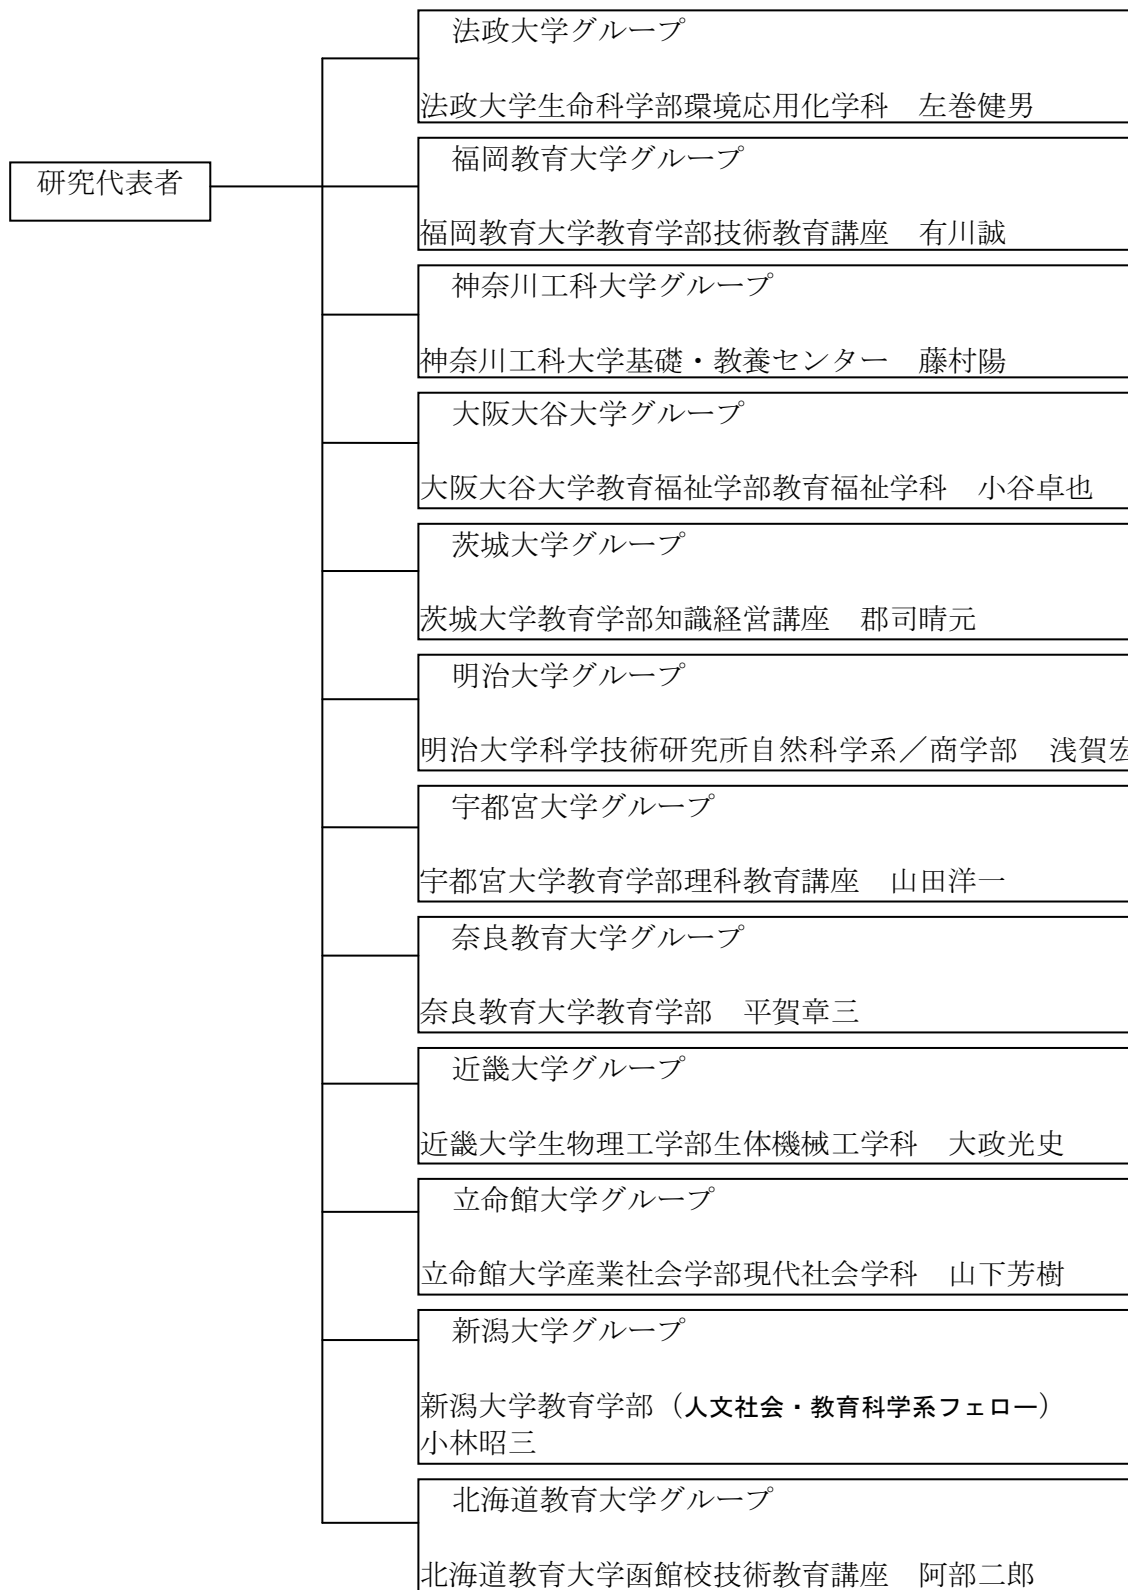 法政大学グループ
法政大学生命科学部環境応用化学科　左巻健男
研究代表者
福岡教育大学グループ
福岡教育大学教育学部技術教育講座　有川誠
神奈川工科大学グループ
神奈川工科大学基礎・教養センター　藤村陽
大阪大谷大学グループ
大阪大谷大学教育福祉学部教育福祉学科　小谷卓也
茨城大学グループ
茨城大学教育学部知識経営講座　郡司晴元
明治大学グループ
明治大学科学技術研究所自然科学系／商学部　浅賀宏
宇都宮大学グループ
宇都宮大学教育学部理科教育講座　山田洋一
奈良教育大学グループ
奈良教育大学教育学部　平賀章三
近畿大学グループ
近畿大学生物理工学部生体機械工学科　大政光史
立命館大学グループ
立命館大学産業社会学部現代社会学科　山下芳樹
新潟大学グループ
新潟大学教育学部（人文社会・教育科学系フェロー）
小林昭三
北海道教育大学グループ
北海道教育大学函館校技術教育講座　阿部二郎